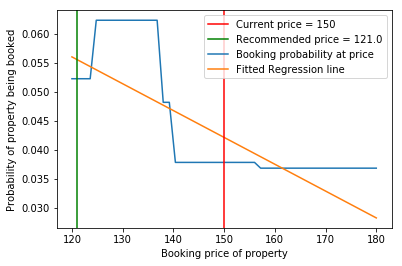 Current price = 150
Recommended price = 121.0
Booking probability at price
Fitted Regression line
Probability of property being booked
0.060
0.055
0.050
0.045
0.040
0.035
0.030
120 130 140 150 160 170 180
Booking price of property